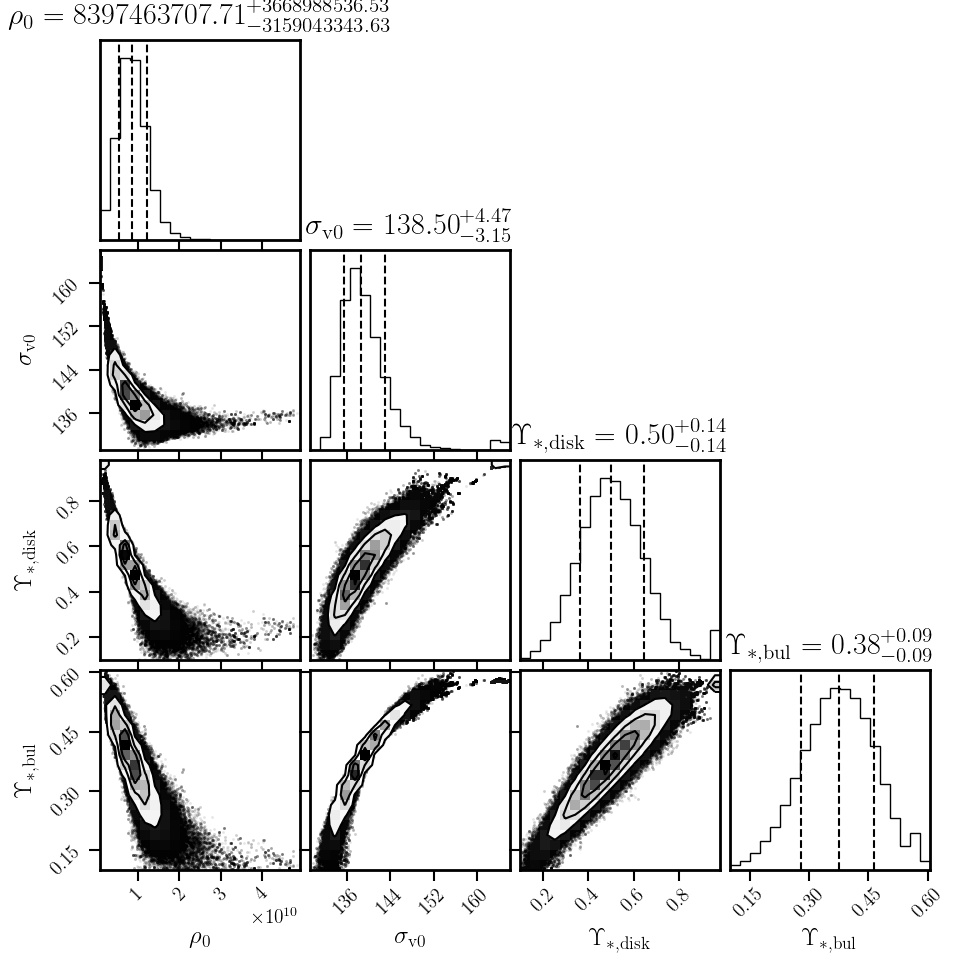 ρ₀ = 8397463707.71⁺³⁶⁶⁸⁹⁸⁸⁵³⁶·⁵³₋₃₁₅₉₀₄₃₃₄₃.₆₃
σᵥ₀ = 138.50⁺⁴·⁴⁷₋₃.₁₅
160
152
144
136
σᵥ₀
Υ*,disk = 0.50⁺⁰·¹⁴₋₀.₁₄
0.8
0.6
0.4
0.2
Υ*,disk
Υ*,bul = 0.38⁺⁰·⁰⁹₋₀.₀₉
0.60
0.45
0.30
0.15
Υ*,bul
1 2 3 4 136 144 152 160 0.2 0.4 0.6 0.8 0.15 0.30 0.45 0.60
×10¹⁰
ρ₀ σᵥ₀ Υ*,disk Υ*,bul